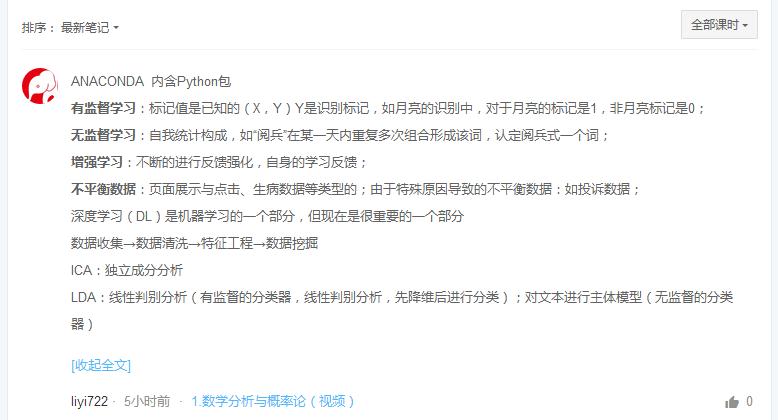 排序： 最新笔记
全部课时
ANACONDA 内含Python包
有监督学习：标记值是已知的（X，Y）Y是识别标记，如月亮的识别中，对于月亮的标记是1，非月亮标记是0；
无监督学习：自我统计构成，如“阅兵”在某一天内重复多次组合形成该词，认定阅兵式一个词；
增强学习：不断的进行反馈强化，自身的学习反馈；
不平衡数据：页面展示与点击、生病数据等类型的；由于特殊原因导致的不平衡数据：如投诉数据；
深度学习（DL）是机器学习的一个部分，但现在是很重要的一个部分
数据收集→数据清洗→特征工程→数据挖掘
ICA：独立成分分析
LDA：线性判别分析（有监督的分类器，线性判别分析，先降维后进行分类）；对文本进行主体模型（无监督的分类
器）
[收起全文]
liyi722 · 5小时前 · 1.数学分析与概率论（视频） 0